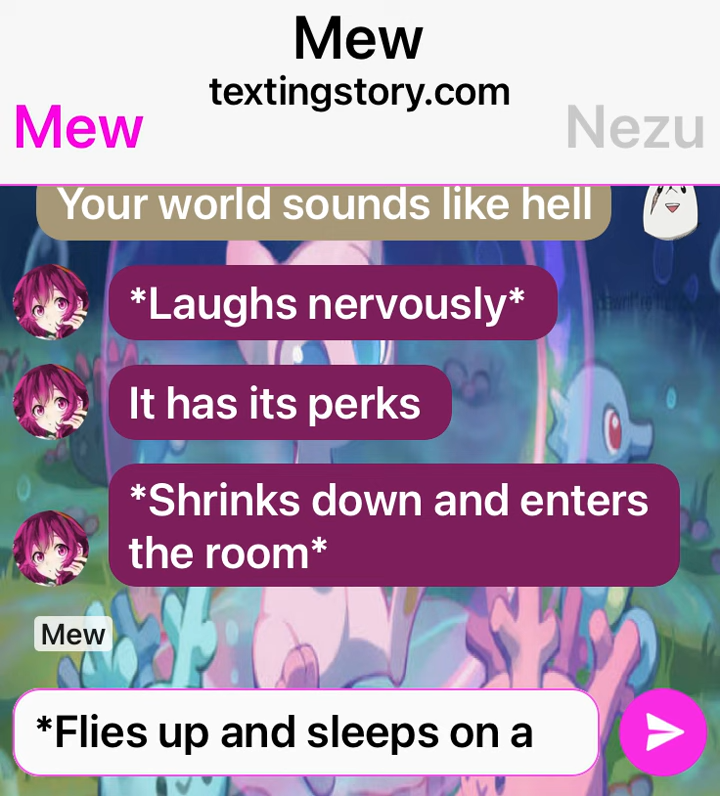 Mew
textingstory.com
Mew
Nezu
Your world sounds like hell
*Laughs nervously*
It has its perks
*Shrinks down and enters
the room*
Mew
*Flies up and sleeps on a